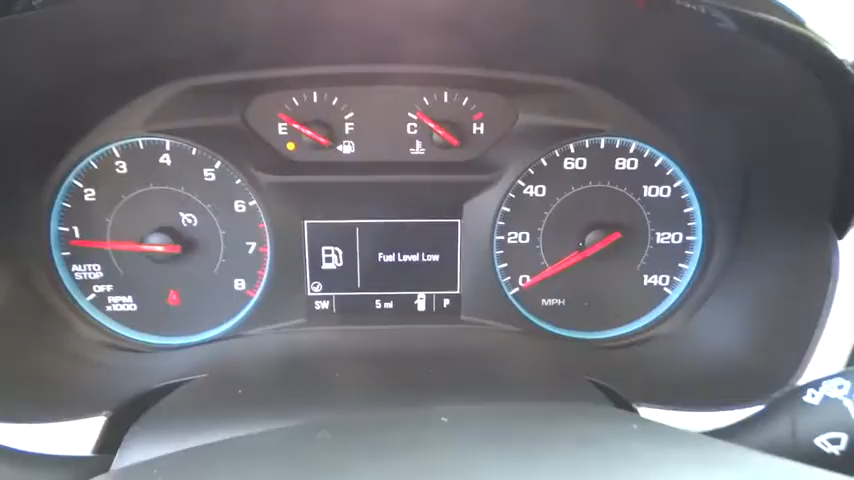 E F
C H
1 2 3 4 5 6 7 8
AUTO
STOP
OFF
RPM
x1000
Fuel Level Low
SW 5 mi P
0 20 40 60 80 100 120 140
MPH